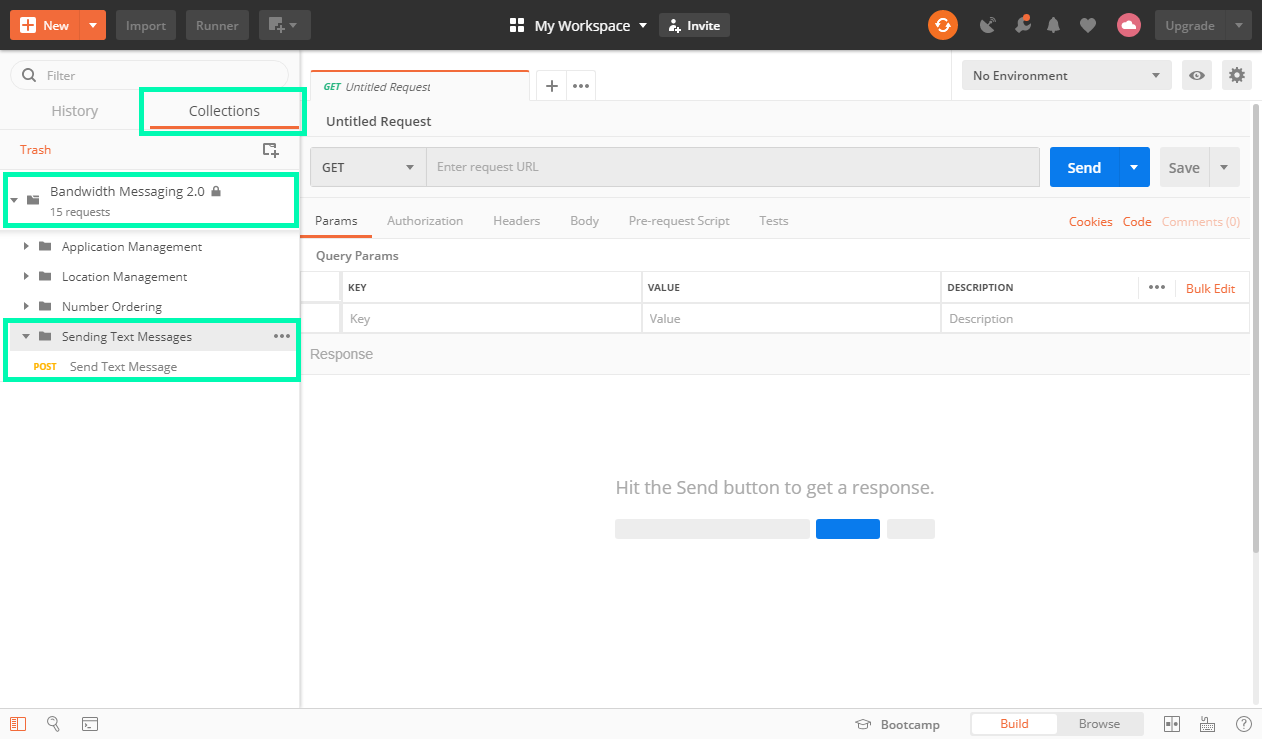 New Import Runner My Workspace Invite Upgrade
Filter
History Collections
Trash
Bandwidth Messaging 2.0
15 requests
Application Management
Location Management
Number Ordering
Sending Text Messages
POST Send Text Message
GET Untitled Request
No Environment
Untitled Request
GET Enter request URL Send Save
Params Authorization Headers Body Pre-request Script Tests Cookies Code Comments (0)
Query Params
KEY VALUE DESCRIPTION Bulk Edit
Key Value Description
Response
Hit the Send button to get a response.
Bootcamp Build Browse